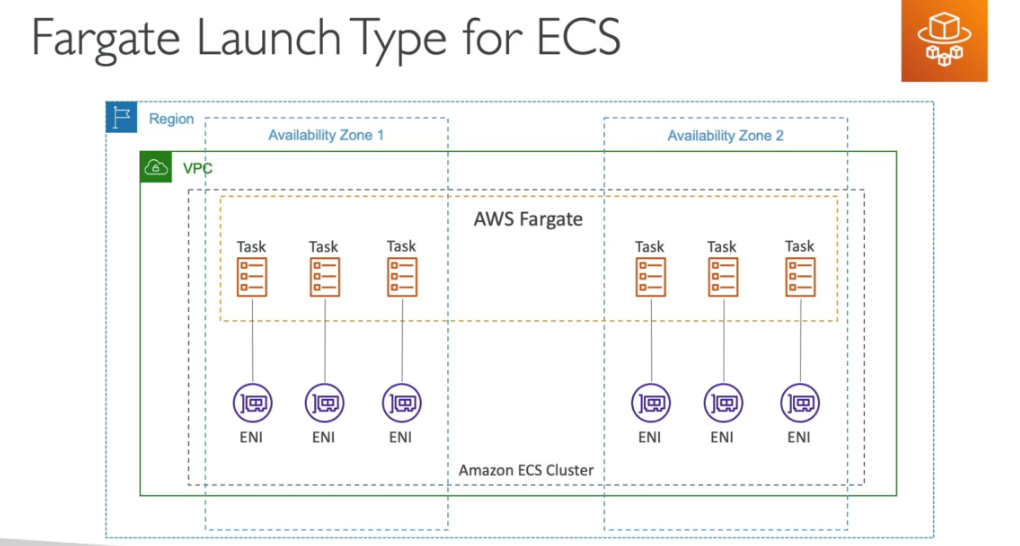 Fargate Launch Type for ECS
Region
Availability Zone 1
Availability Zone 2
VPC
AWS Fargate
Task Task Task Task Task Task
ENI ENI ENI ENI ENI ENI
Amazon ECS Cluster